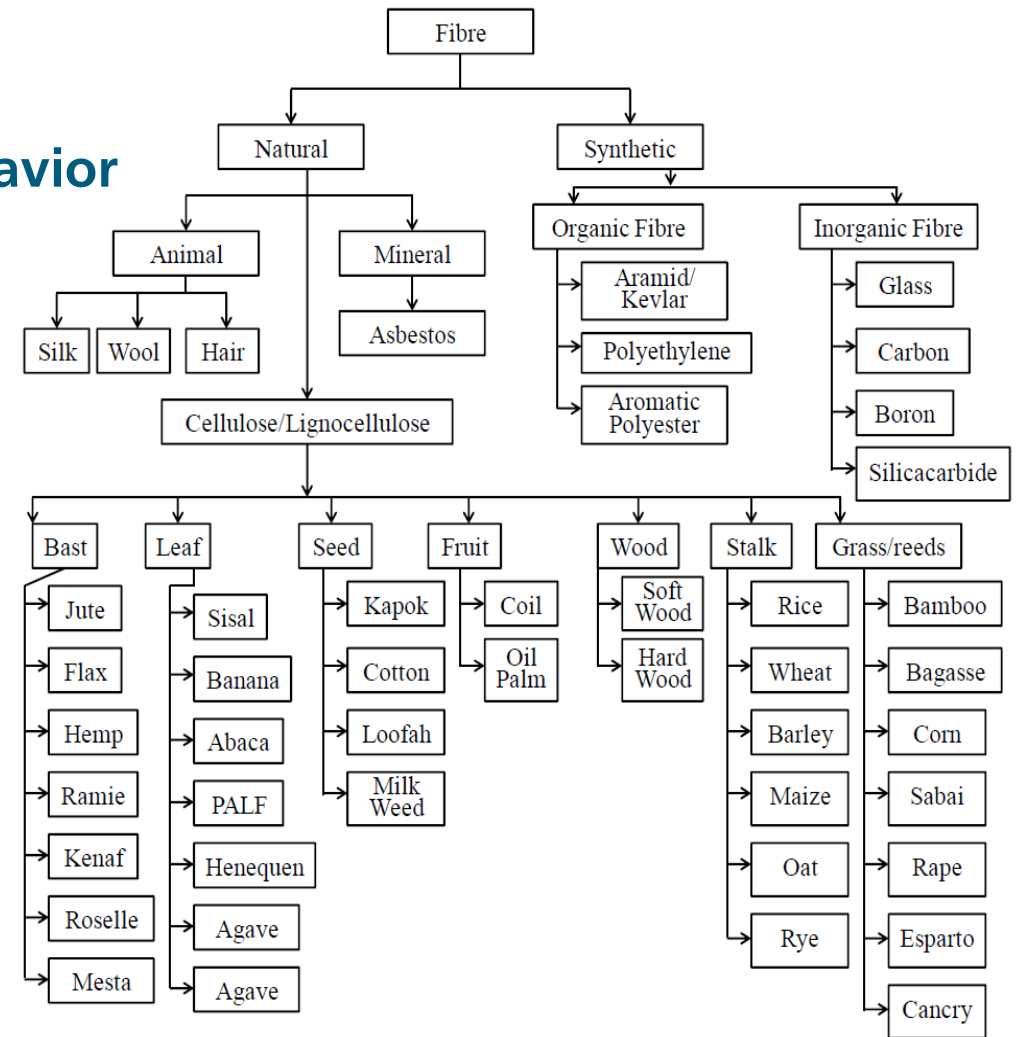 Fibre
avior
Natural
Synthetic
Animal
Mineral
Organic Fibre
Inorganic Fibre
Silk
Wool
Hair
Asbestos
Aramid/
Kevlar
Polyethylene
Aromatic
Polyester
Glass
Carbon
Boron
Silicacarbide
Cellulose/Lignocellulose
Bast
Leaf
Seed
Fruit
Wood
Stalk
Grass/reeds
Jute
Flax
Hemp
Ramie
Kenaf
Roselle
Mesta
Sisal
Banana
Abaca
PALF
Henequen
Agave
Agave
Kapok
Cotton
Loofah
Milk
Weed
Coil
Oil
Palm
Soft
Wood
Hard
Wood
Rice
Wheat
Barley
Maize
Oat
Rye
Bamboo
Bagasse
Corn
Sabai
Rape
Esparto
Cancry